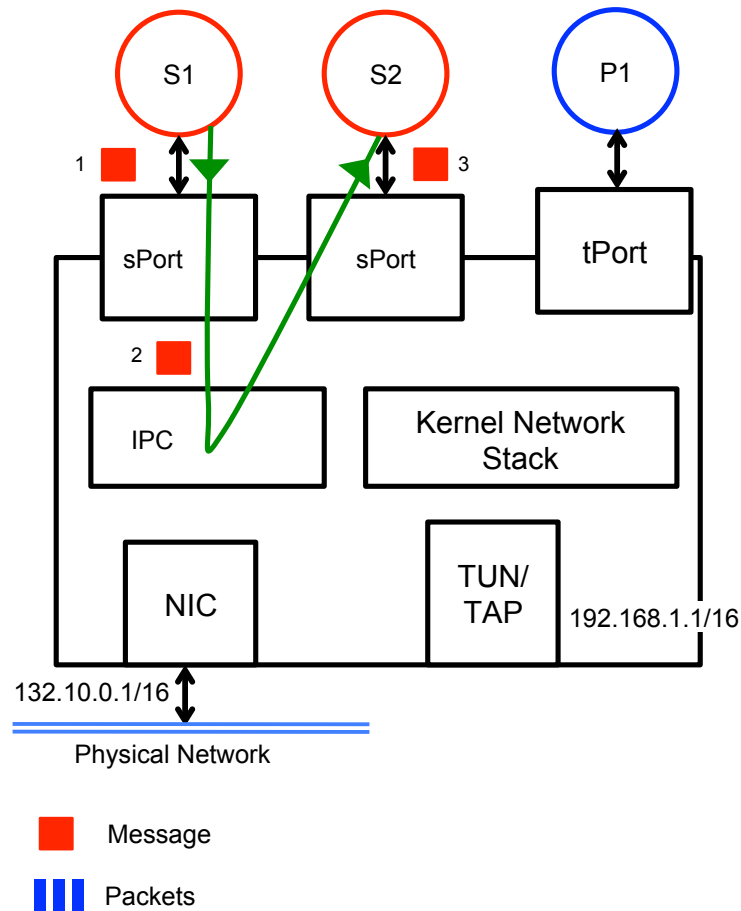 S1
S2
P1
1
3
sPort
sPort
tPort
2
IPC
Kernel Network
Stack
NIC
TUN/
TAP
192.168.1.1/16
132.10.0.1/16
Physical Network
Message
Packets